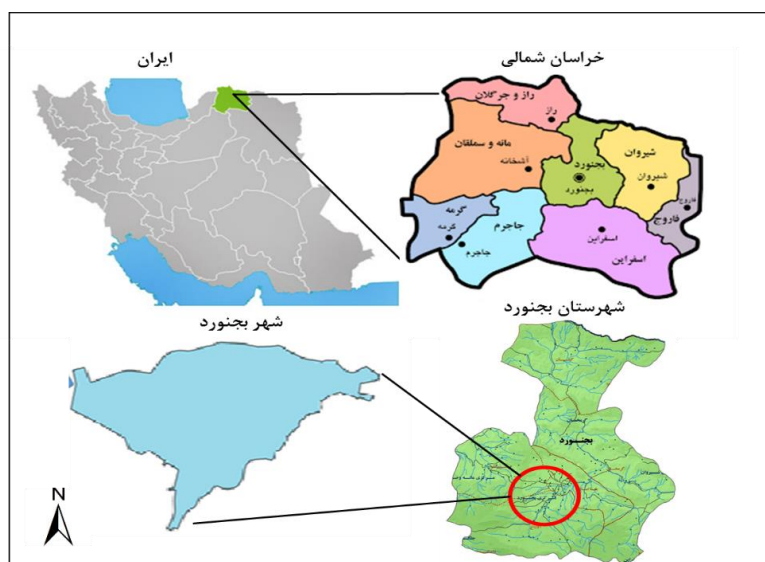 ایران
خراسان شمالی
راز و جرگلان
راز
مانه و سملقان
آشخانه
بجنورد
بجنورد
شیروان
شیروان
فاروج
فاروج
گرمه
گرمه
جاجرم
جاجرم
اسفراین
اسفراین
شهر بجنورد
شهرستان بجنورد
بجنورد
N